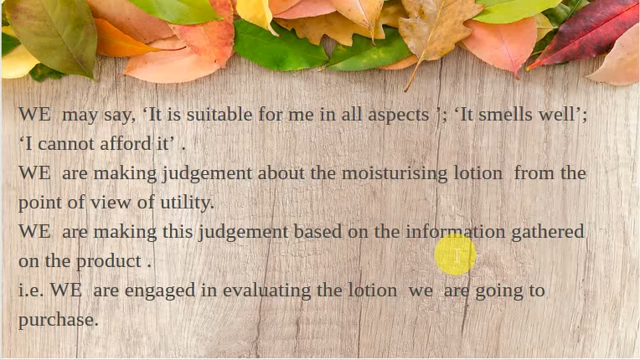 WE  may say, ‘It is suitable for me in all aspects ’; ‘It smells well’;
‘I cannot afford it’ .
WE  are making judgement about the moisturising lotion  from the
point of view of utility.
WE  are making this judgement based on the information gathered
on the product .
i.e. WE  are engaged in evaluating the lotion  we  are going to
purchase.